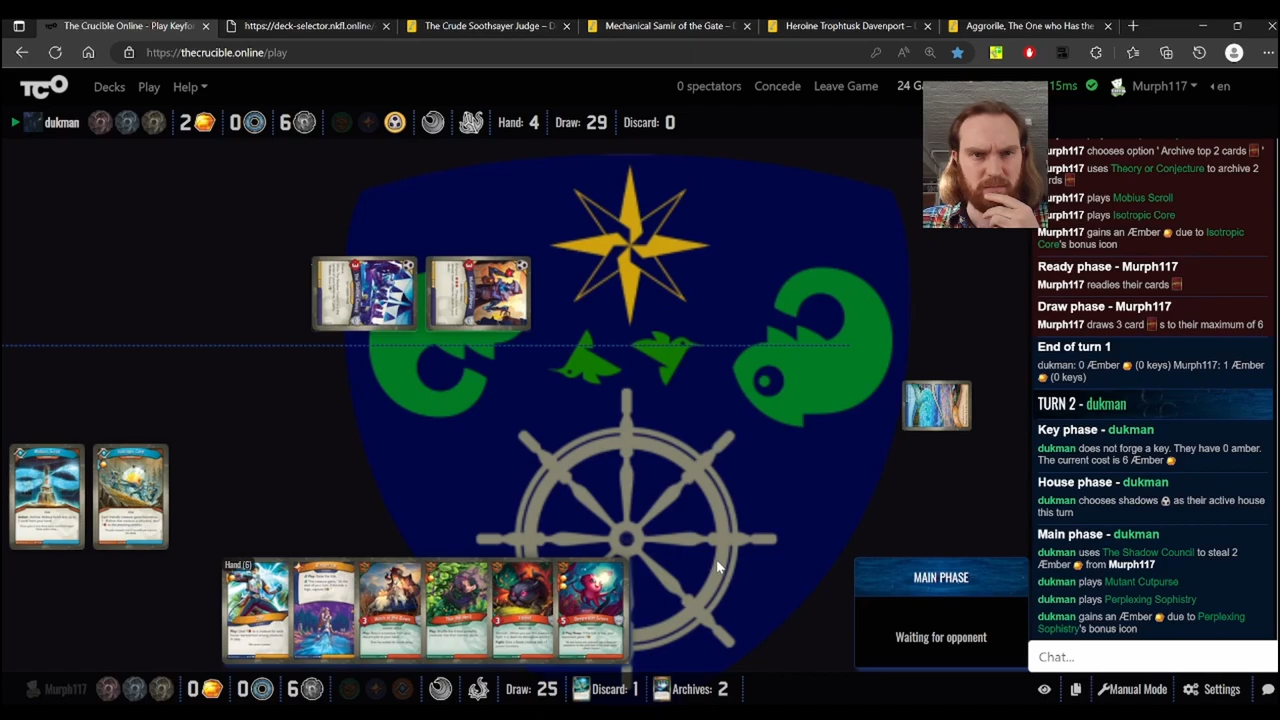 The Crucible Online - Play Keyfor
https://deck-selector.nkfl.online/
The Crude Soothsayer Judge – D
Mechanical Samir of the Gate – D
Heroine Trophtusk Davenport – D
Aggrorile, The One who Has the
https://thecrucible.online/play
TCO
Decks
Play
Help
0 spectators
Concede
Leave Game
24 Ga
15ms
Murph117
en
dukman
2
0
6
Hand: 4
Draw: 29
Discard: 0
Murph117 chooses option ' Archive top 2 cards '
Murph117 uses Theory or Conjecture to archive 2
cards
Murph117 plays Mobius Scroll
Murph117 plays Isotropic Core
Murph117 gains an Æmber due to Isotropic
Core's bonus icon
Ready phase - Murph117
Murph117 readies their cards
Draw phase - Murph117
Murph117 draws 3 card s to their maximum of 6
End of turn 1
dukman: 0 Æmber (0 keys) Murph117: 1 Æmber
(0 keys)
TURN 2 - dukman
Key phase - dukman
dukman does not forge a key. They have 0 amber.
The current cost is 6 Æmber
House phase - dukman
dukman chooses shadows as their active house
this turn
Main phase - dukman
dukman uses The Shadow Council to steal 2
Æmber from Murph117
dukman plays Mutant Cutpurse
dukman plays Perplexing Sophistry
dukman gains an Æmber due to Perplexing
Sophistry's bonus icon
Chat...
Hand (6)
MAIN PHASE
Waiting for opponent
Murph117
0
0
6
Draw: 25
Discard: 1
Archives: 2
Manual Mode
Settings